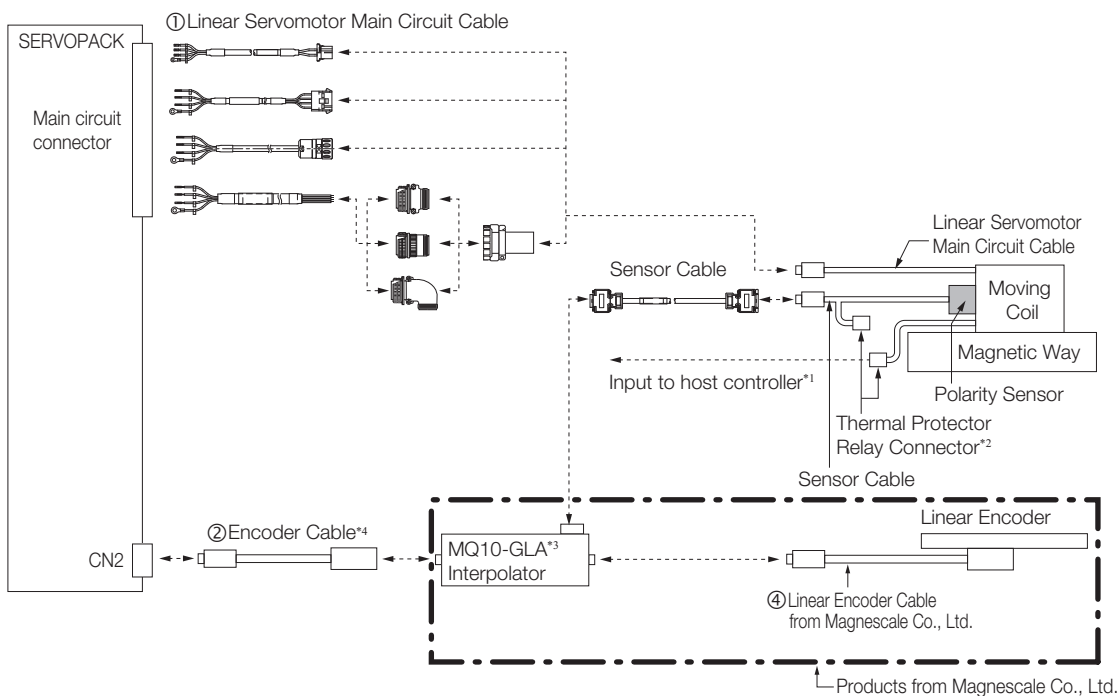 ①Linear Servomotor Main Circuit Cable
SERVOPACK
Main circuit
connector
Linear Servomotor
Main Circuit Cable
Sensor Cable
Moving
Coil
Magnetic Way
Input to host controller*1
Polarity Sensor
Thermal Protector
Relay Connector*2
Sensor Cable
②Encoder Cable*4
Linear Encoder
CN2
MQ10-GLA*3
Interpolator
④Linear Encoder Cable
from Magnescale Co., Ltd.
Products from Magnescale Co., Ltd.